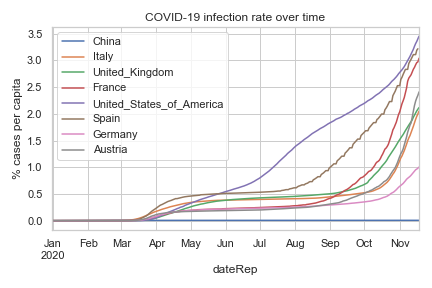 COVID-19 infection rate over time
% cases per capita
3.5
3.0
2.5
2.0
1.5
1.0
0.5
0.0
China
Italy
United_Kingdom
France
United_States_of_America
Spain
Germany
Austria
Jan Feb Mar Apr May Jun Jul Aug Sep Oct Nov
2020
dateRep